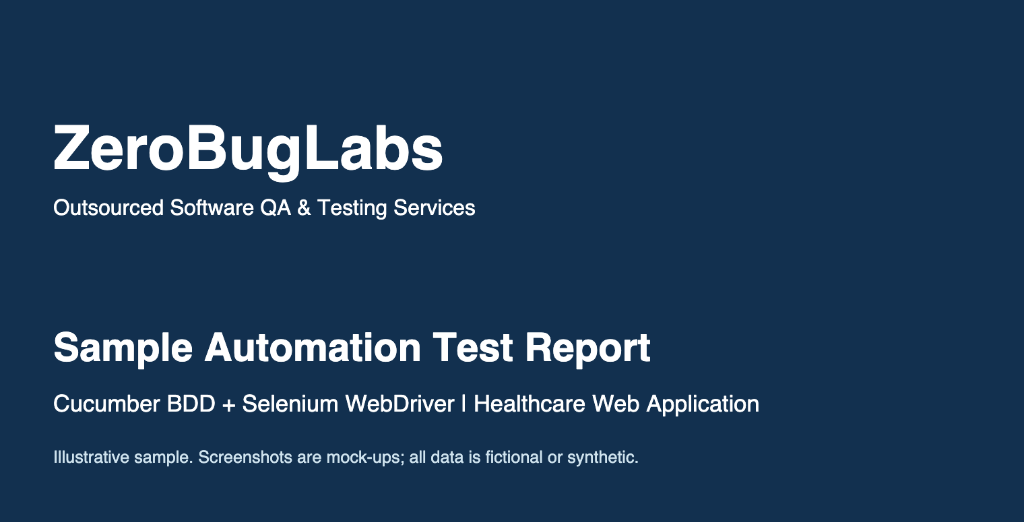 ZeroBugLabs
Outsourced Software QA & Testing Services
Sample Automation Test Report
Cucumber BDD + Selenium WebDriver | Healthcare Web Application
Illustrative sample. Screenshots are mock-ups; all data is fictional or synthetic.